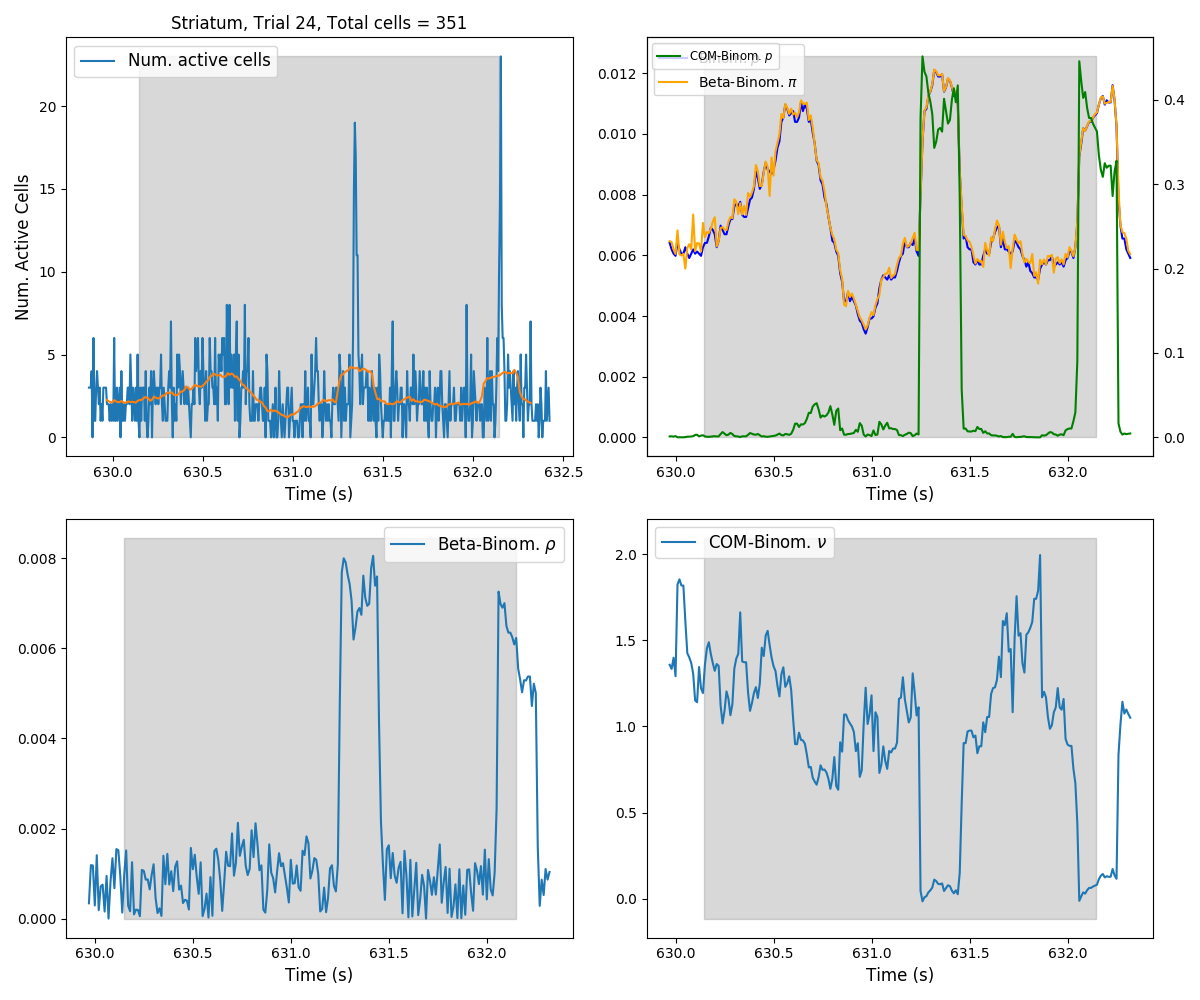 Striatum, Trial 24, Total cells = 351
Num. active cells
Num. Active Cells
20
15
10
5
0
630.0 630.5 631.0 631.5 632.0 632.5
Time (s)
COM-Binom. p
Beta-Binom. π
0.012
0.010
0.008
0.006
0.004
0.002
0.000
0.4
0.3
0.2
0.1
0.0
630.0 630.5 631.0 631.5 632.0
Time (s)
Beta-Binom. ρ
0.008
0.006
0.004
0.002
0.000
630.0 630.5 631.0 631.5 632.0
Time (s)
COM-Binom. ν
2.0
1.5
1.0
0.5
0.0
630.0 630.5 631.0 631.5 632.0
Time (s)